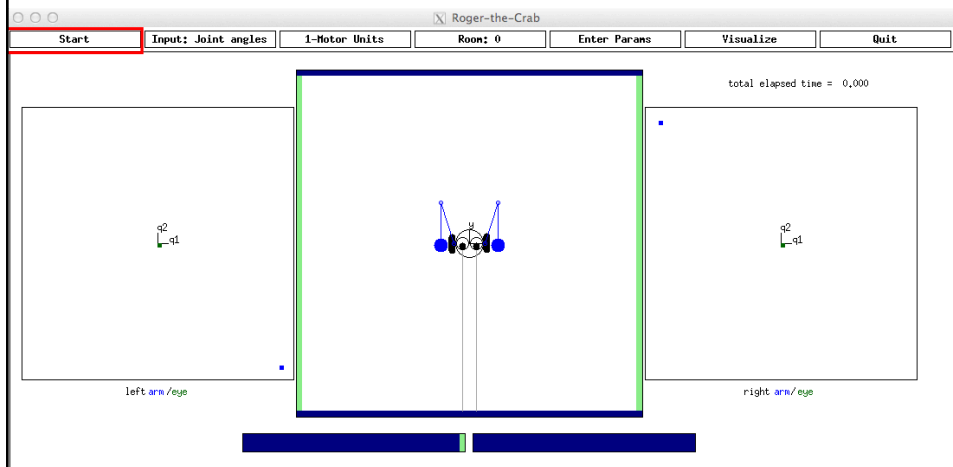 Roger-the-Crab
Start
Input: Joint angles
1-Motor Units
Room: 0
Enter Params
Visualize
Quit
total elapsed time = 0.000
q2
q1
y
q2
q1
left arm/eye
right arm/eye